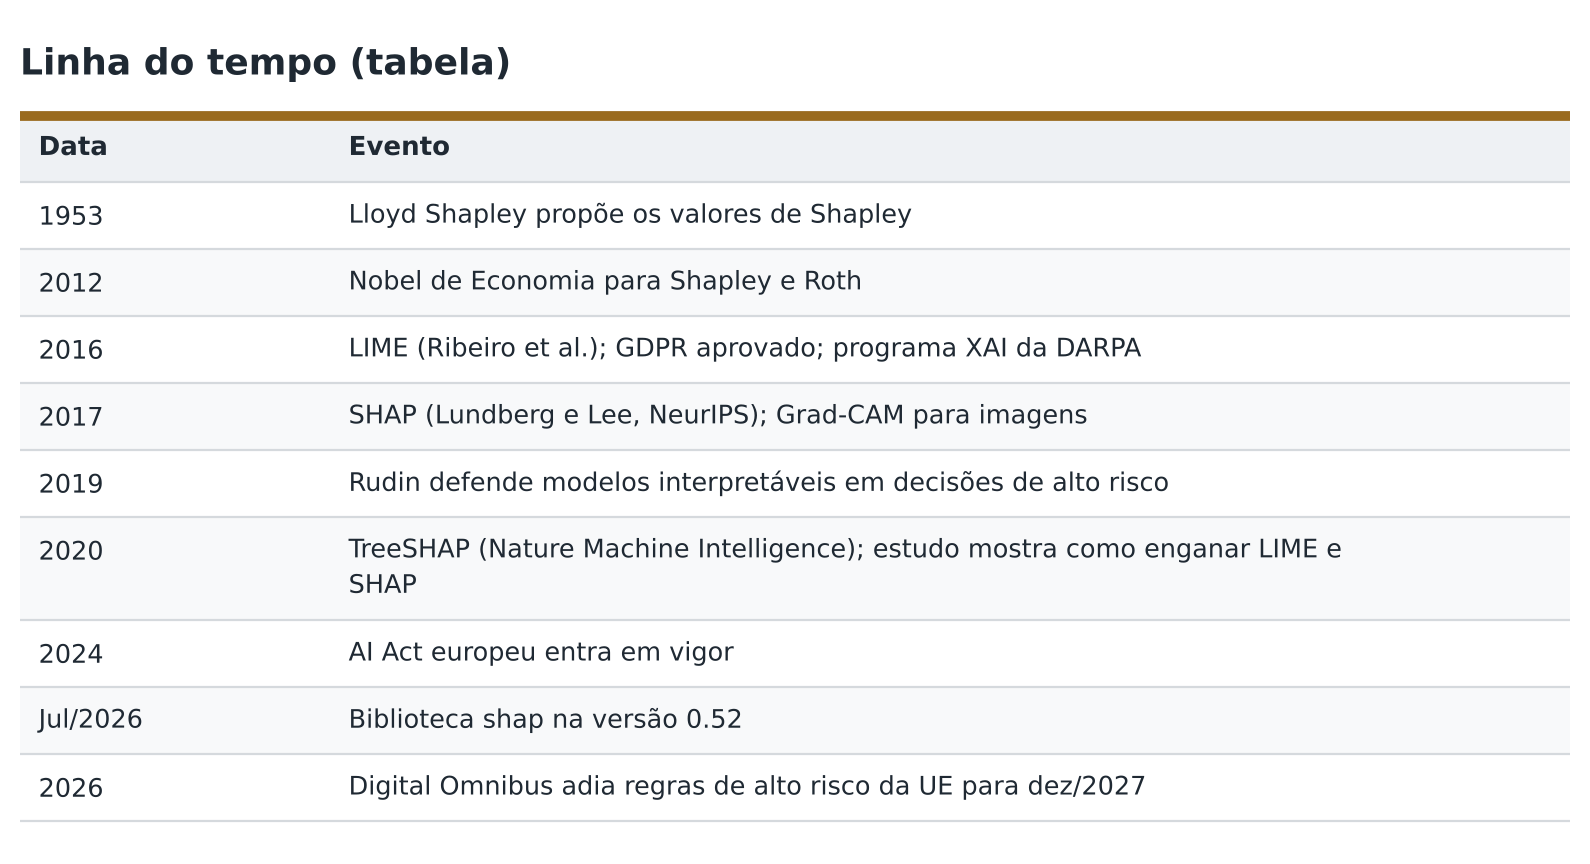 Linha do tempo (tabela)
Data Evento
1953 Lloyd Shapley propõe os valores de Shapley
2012 Nobel de Economia para Shapley e Roth
2016 LIME (Ribeiro et al.); GDPR aprovado; programa XAI da DARPA
2017 SHAP (Lundberg e Lee, NeurIPS); Grad-CAM para imagens
2019 Rudin defende modelos interpretáveis em decisões de alto risco
2020 TreeSHAP (Nature Machine Intelligence); estudo mostra como enganar LIME e
SHAP
2024 AI Act europeu entra em vigor
Jul/2026 Biblioteca shap na versão 0.52
2026 Digital Omnibus adia regras de alto risco da UE para dez/2027